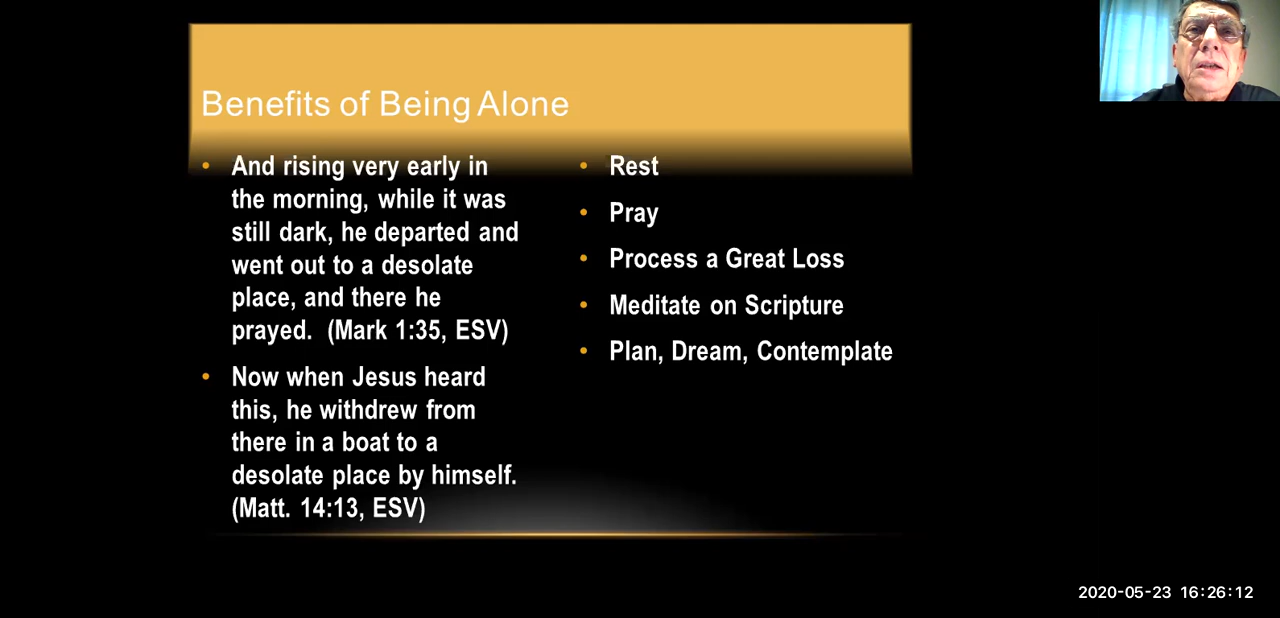 Benefits of Being Alone
• And rising very early in
the morning, while it was
still dark, he departed and
went out to a desolate
place, and there he
prayed.  (Mark 1:35, ESV)
• Now when Jesus heard
this, he withdrew from
there in a boat to a
desolate place by himself.
(Matt. 14:13, ESV)
• Rest
• Pray
• Process a Great Loss
• Meditate on Scripture
• Plan, Dream, Contemplate
2020-05-23 16:26:12